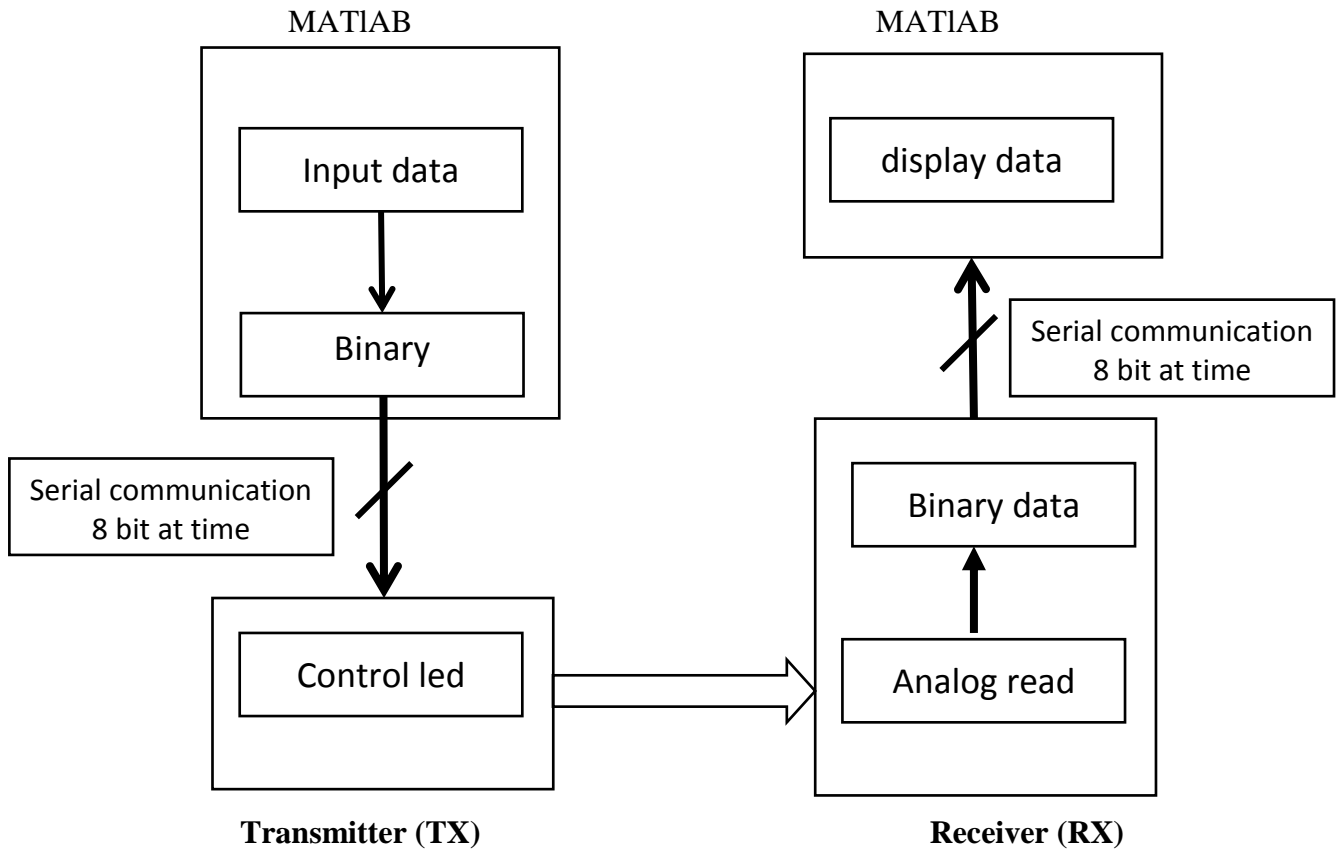 MATlAB
MATlAB
Input data
display data
Binary
Serial communication
8 bit at time
Serial communication
8 bit at time
Binary data
Control led
Analog read
Transmitter (TX)
Receiver (RX)